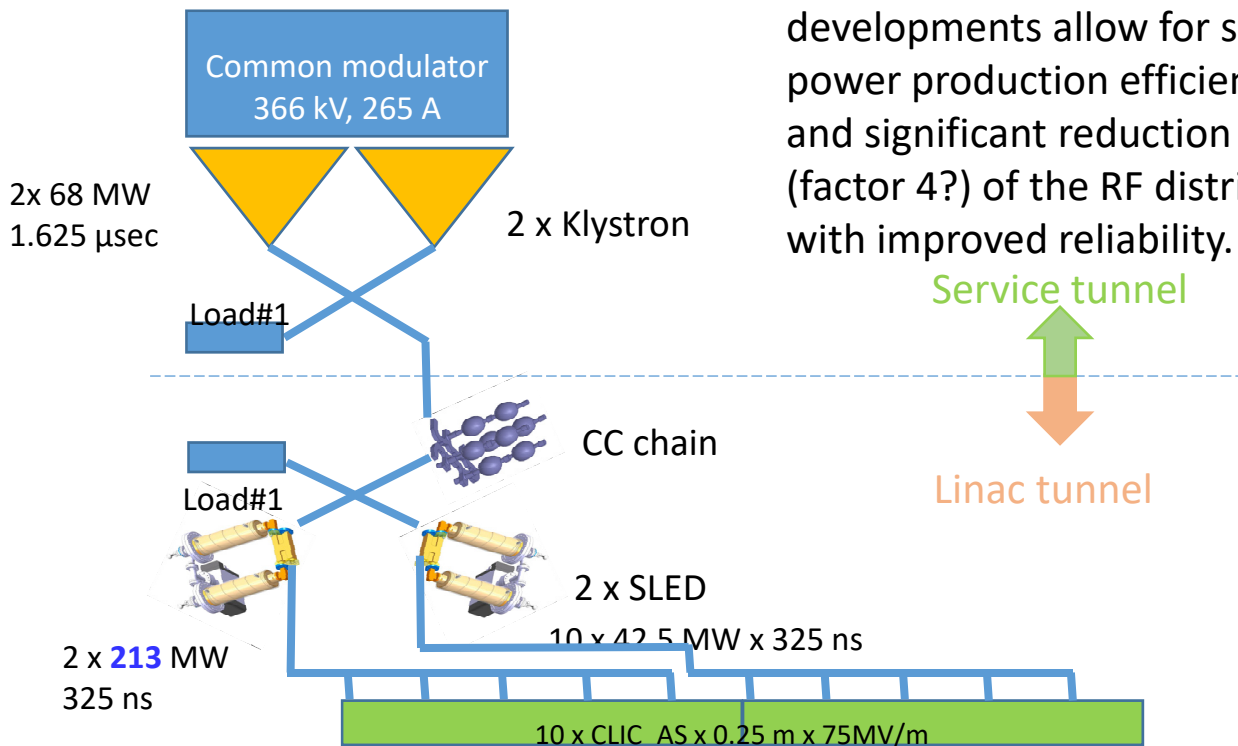 developments allow for s
power production efficien
and significant reduction
(factor 4?) of the RF distri
with improved reliability.
Common modulator
366 kV, 265 A
2x 68 MW
1.625 µsec
2 x Klystron
Load#1
Service tunnel
Linac tunnel
CC chain
Load#1
2 x SLED
10 x 42.5 MW x 325 ns
2 x 213 MW
325 ns
10 x CLIC_AS x 0.25 m x 75MV/m